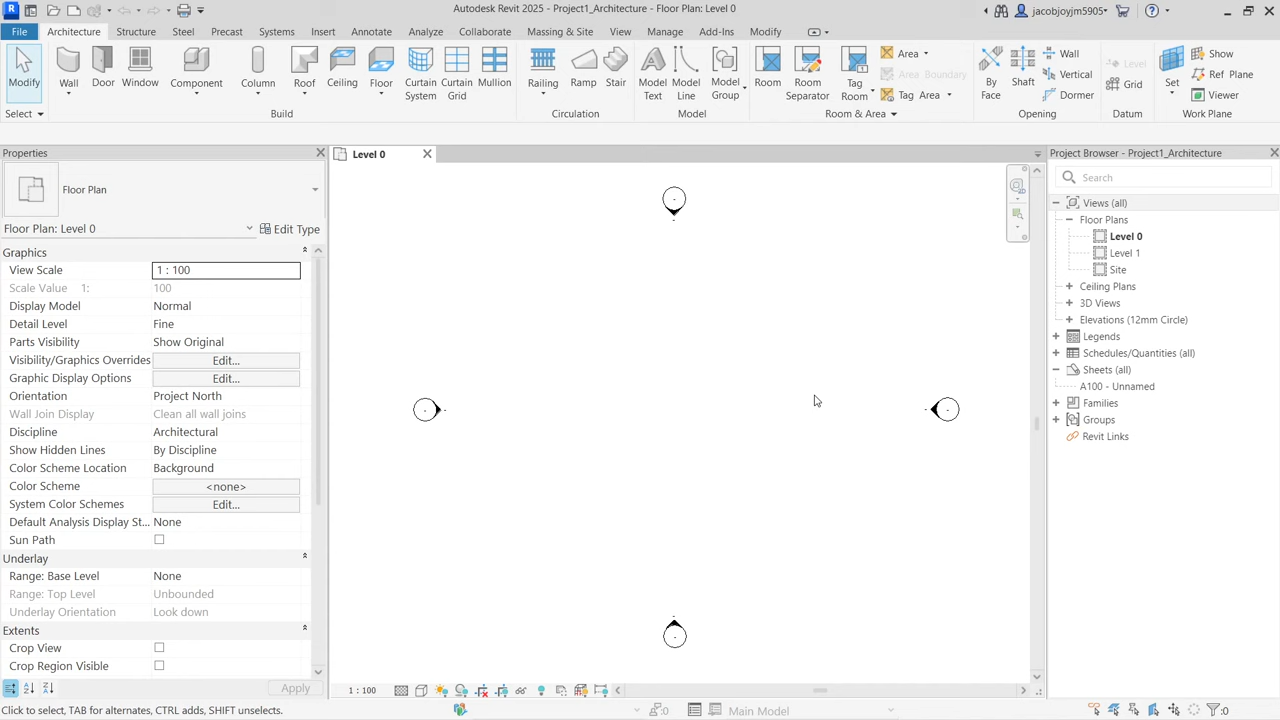 Autodesk Revit 2025 - Project1_Architecture - Floor Plan: Level 0
jacobjoyjm5905*
File Architecture Structure Steel Precast Systems Insert Annotate Analyze Collaborate Massing & Site View Manage Add-Ins Modify
Modify Wall Door Window Component Column Roof Ceiling Floor Curtain System Curtain Grid Mullion Railing Ramp Stair Model Text Model Line Model Group Room Room Separator Tag Room
Area
Area Boundary
Tag Area
By Face Shaft
Wall
Vertical
Dormer
Level
Grid
Set
Show
Ref Plane
Viewer
Select Build Circulation Model Room & Area Opening Datum Work Plane
Properties
Floor Plan
Floor Plan: Level 0 Edit Type
Graphics
View Scale 1 : 100
Scale Value 1: 100
Display Model Normal
Detail Level Fine
Parts Visibility Show Original
Visibility/Graphics Overrides Edit...
Graphic Display Options Edit...
Orientation Project North
Wall Join Display Clean all wall joins
Discipline Architectural
Show Hidden Lines By Discipline
Color Scheme Location Background
Color Scheme <none>
System Color Schemes Edit...
Default Analysis Display St... None
Sun Path
Underlay
Range: Base Level None
Range: Top Level Unbounded
Underlay Orientation Look down
Extents
Crop View
Crop Region Visible
Apply
Level 0
2D
Project Browser - Project1_Architecture
Search
Views (all)
Floor Plans
Level 0
Level 1
Site
Ceiling Plans
3D Views
Elevations (12mm Circle)
Legends
Schedules/Quantities (all)
Sheets (all)
A100 - Unnamed
Families
Groups
Revit Links
1 : 100
Click to select, TAB for alternates, CTRL adds, SHIFT unselects.
:0
Main Model
:0